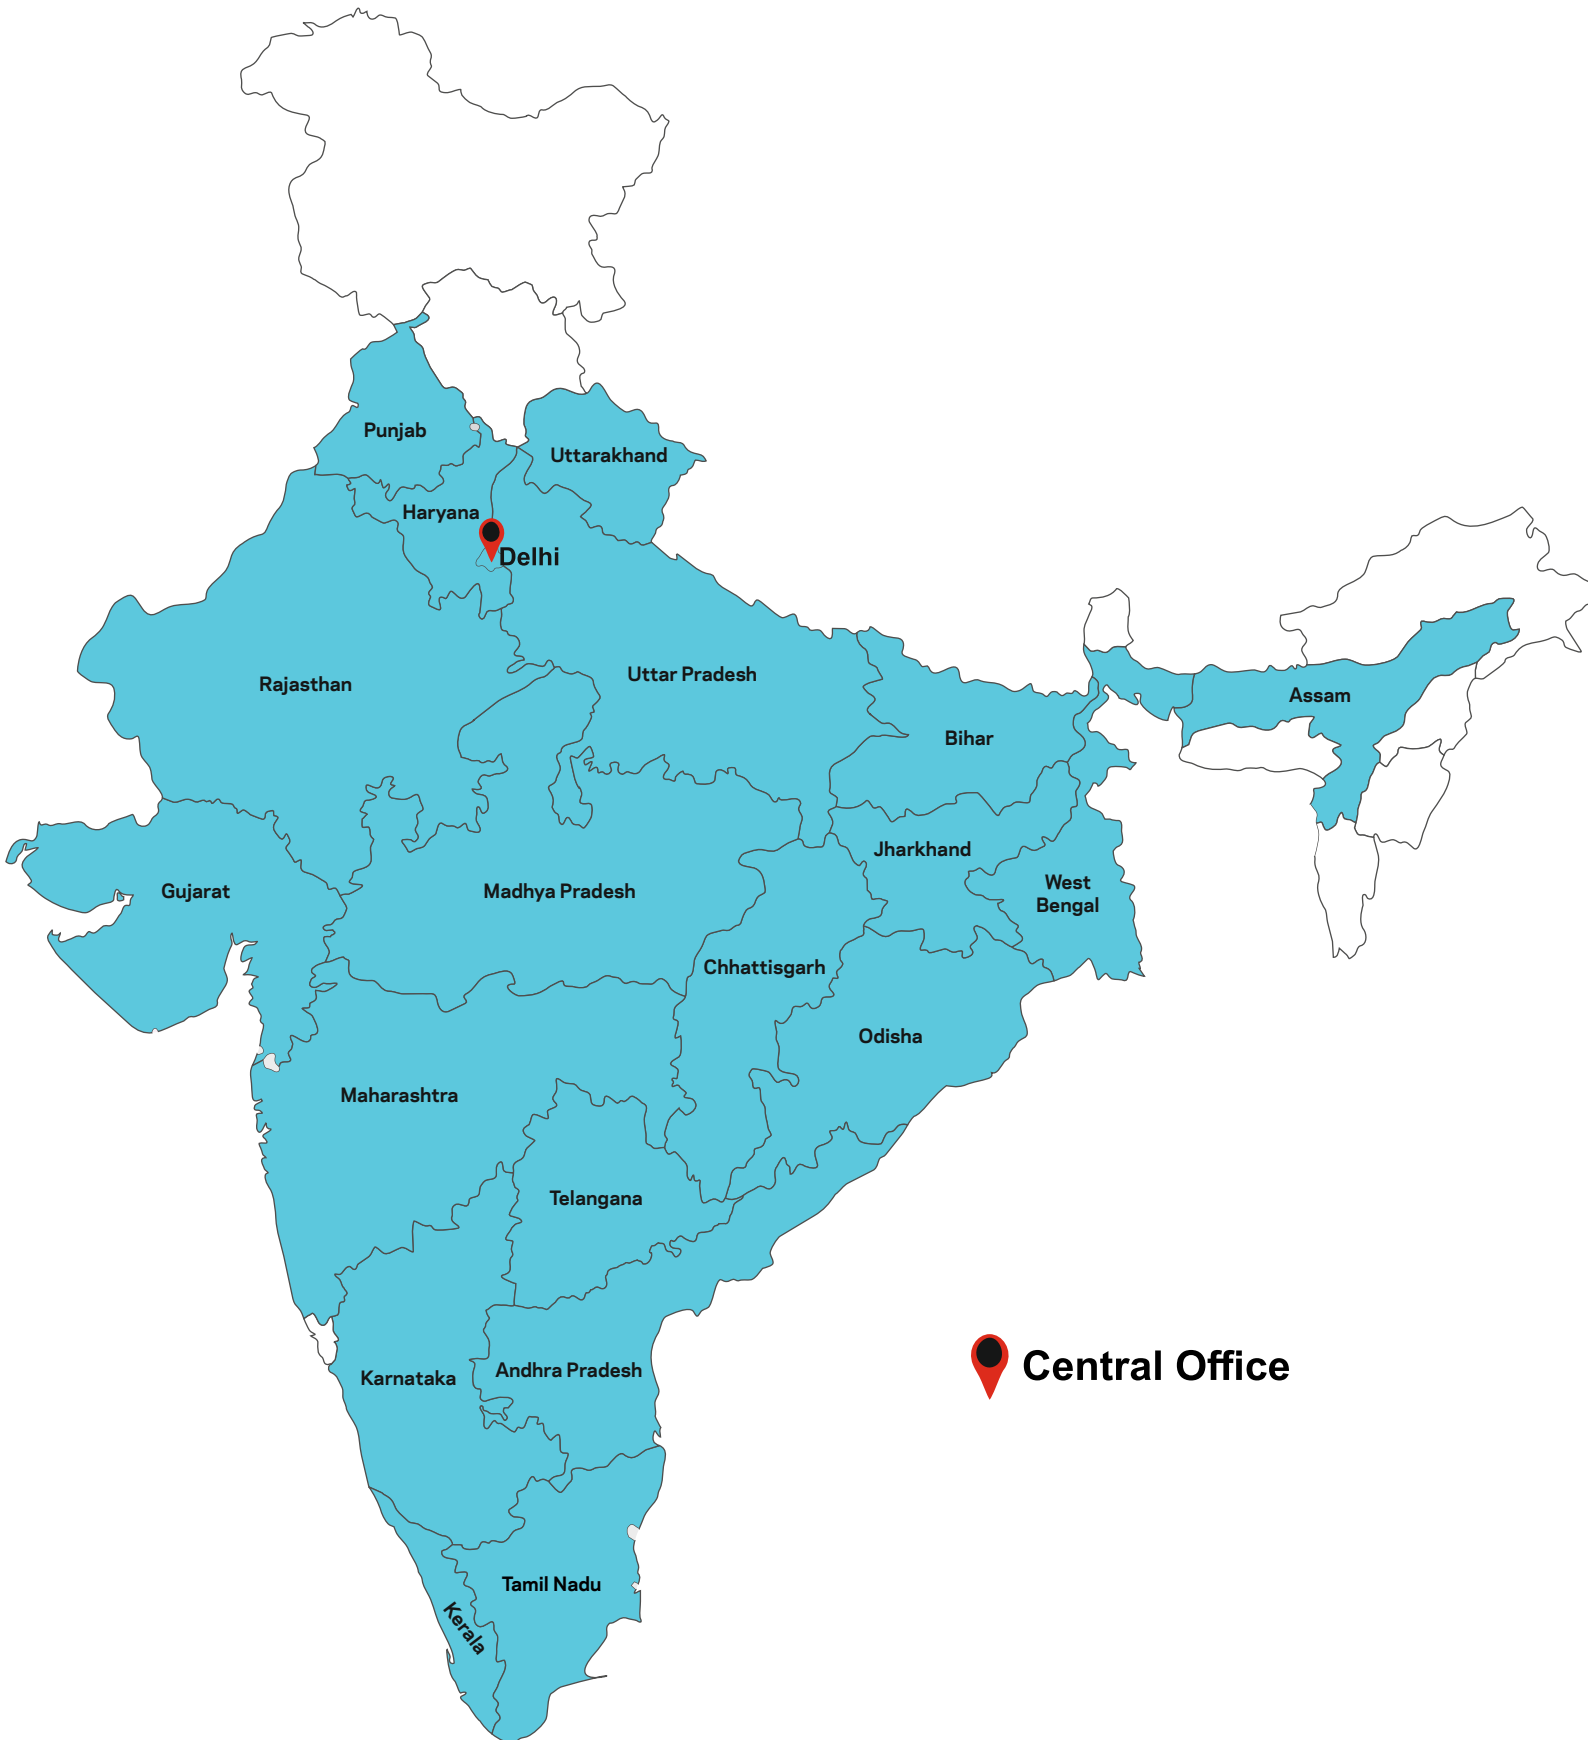 Punjab
Uttarakhand
Haryana
Delhi
Rajasthan
Uttar Pradesh
Assam
Bihar
Jharkhand
Gujarat
Madhya Pradesh
West
Bengal
Chhattisgarh
Odisha
Maharashtra
Telangana
Karnataka
Andhra Pradesh
Central Office
Tamil Nadu
Kerala